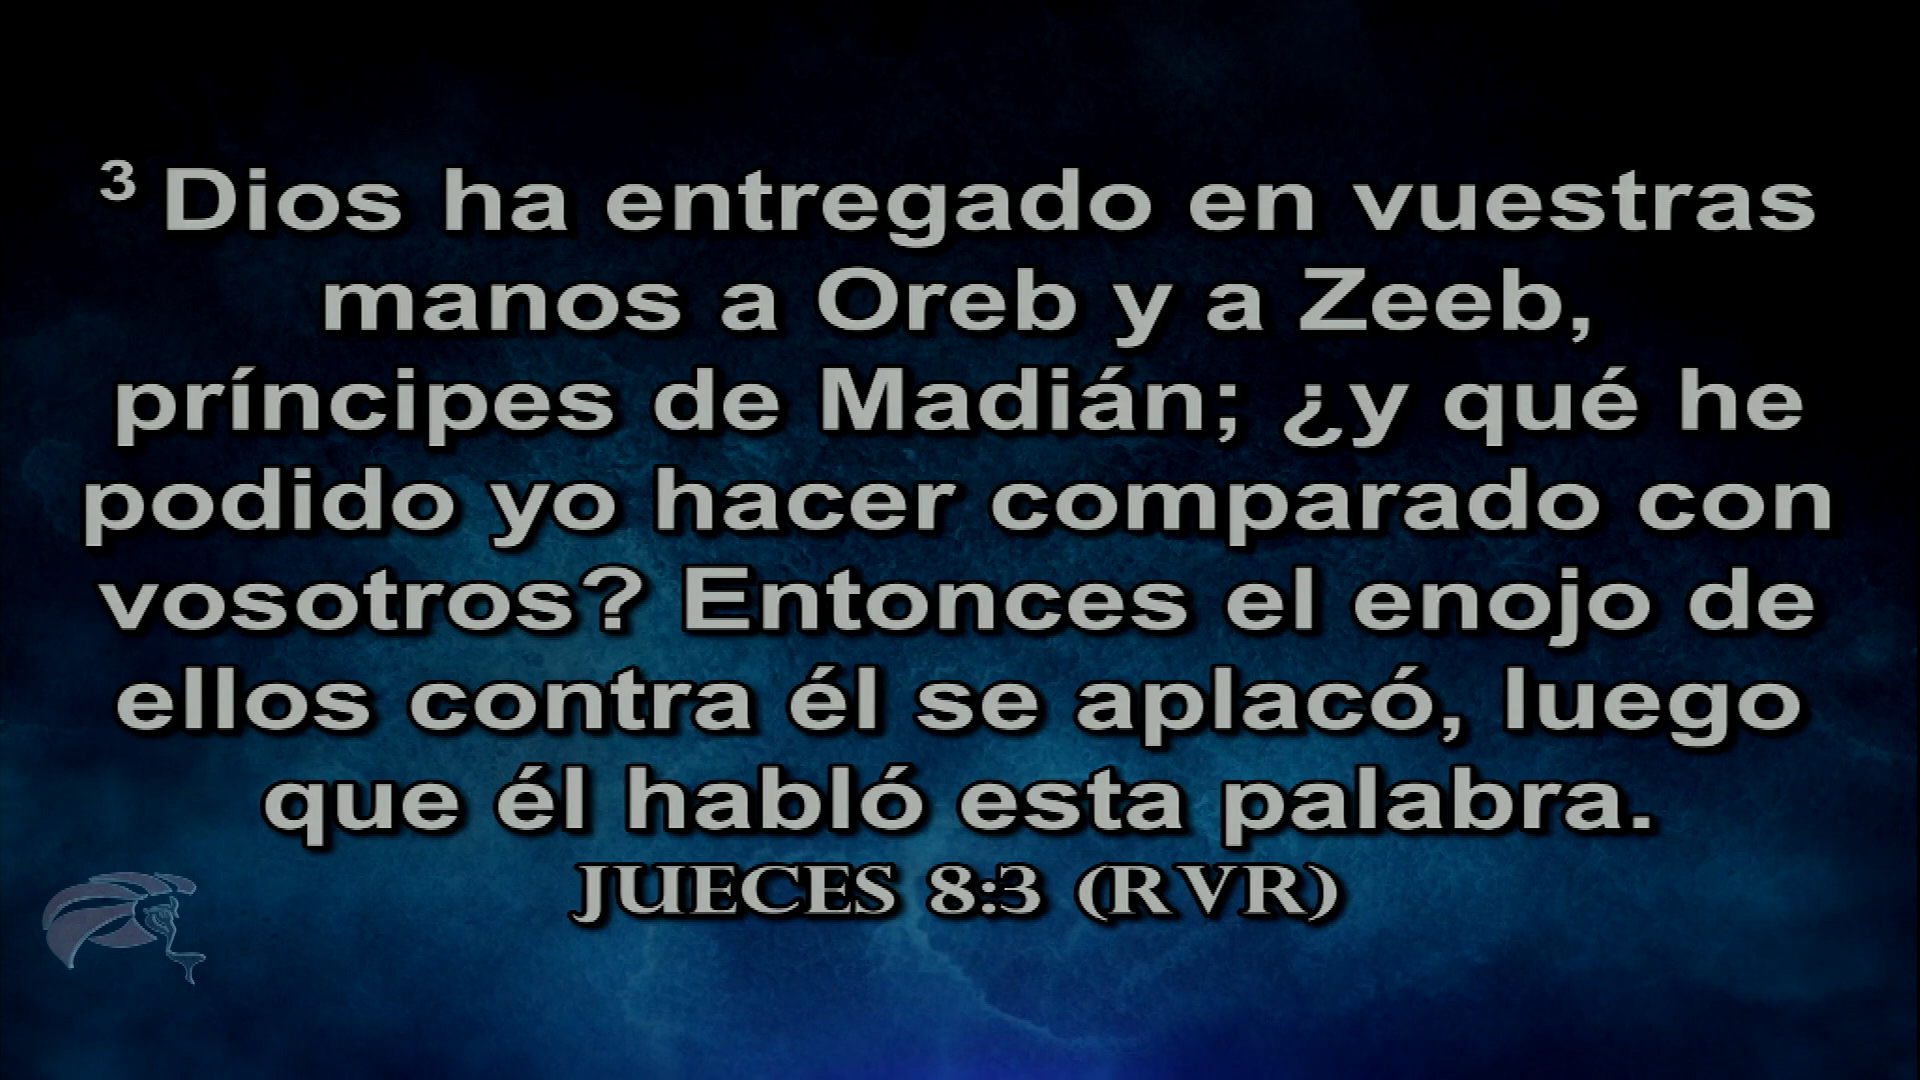 ³ Dios ha entregado en vuestras
manos a Oreb y a Zeeb,
príncipes de Madián; ¿y qué he
podido yo hacer comparado con
vosotros? Entonces el enojo de
ellos contra él se aplacó, luego
que él habló esta palabra.
JUECES 8:3 (RVR)